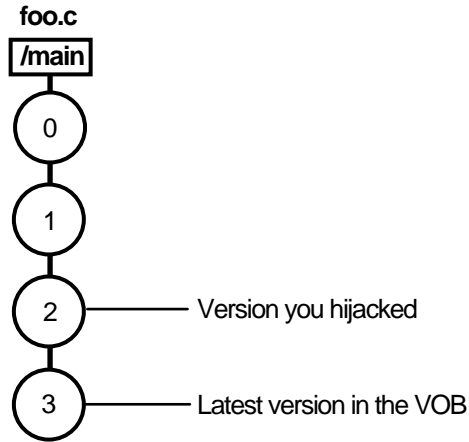 foo.c
/main
0
1
2
Version you hijacked
3
Latest version in the VOB